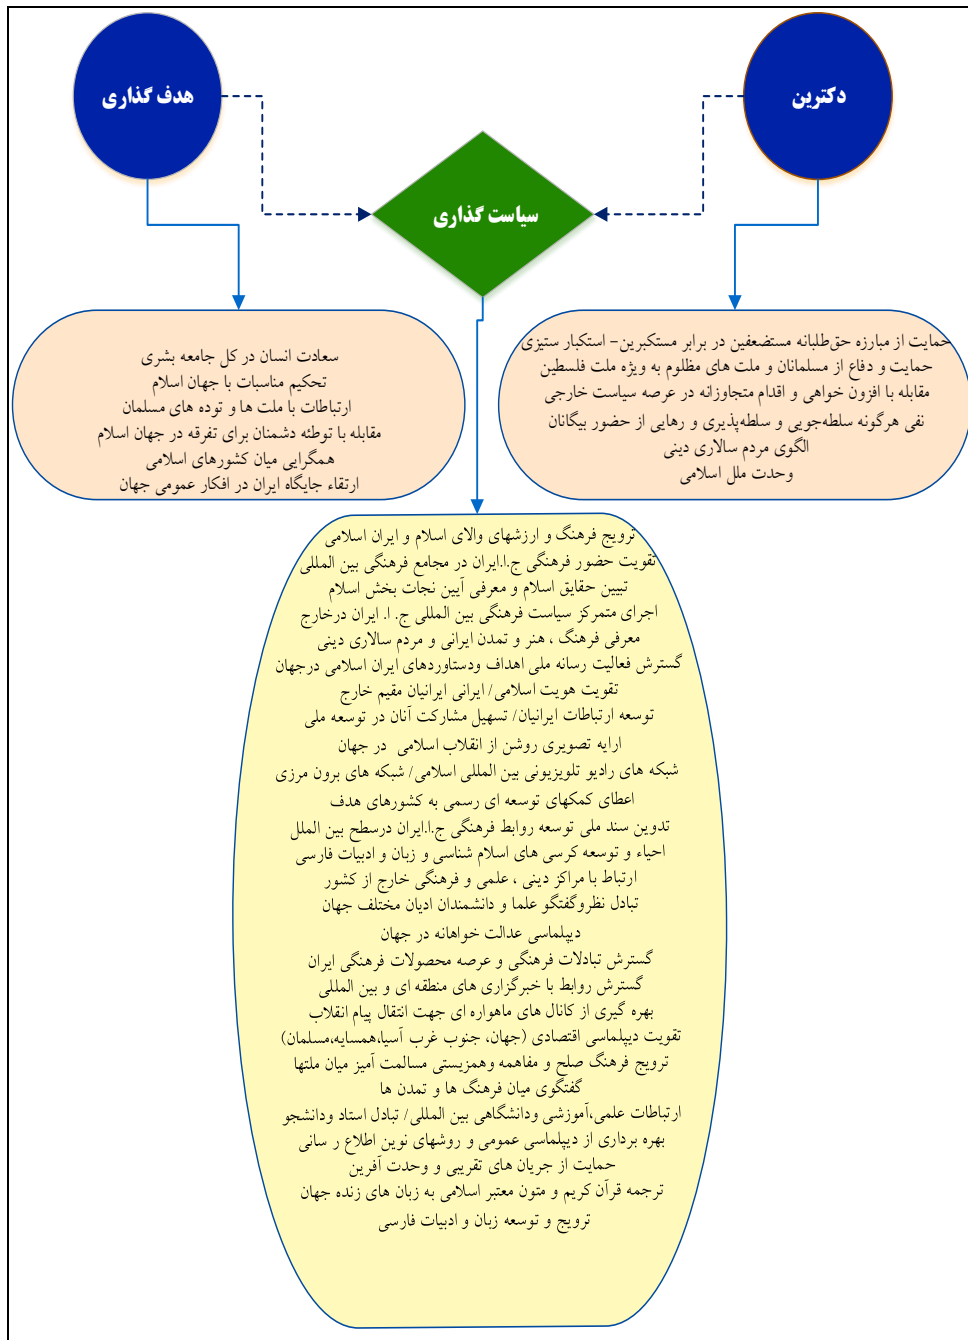 دکترین
هدف گذاری
سیاست گذاری
حمایت از مبارزه حق‌طلبانه مستضعفین در برابر مستکبرین- استکبار ستیزی
حمایت و دفاع از مسلمانان و ملت های مظلوم به ویژه ملت فلسطین
مقابله با افزون خواهی و اقدام متجاوزانه در عرصه سیاست خارجی
نفی هرگونه سلطه‌جویی و سلطه‌پذیری و رهایی از حضور بیگانان
الگوی مردم سالاری دینی
وحدت ملل اسلامی
سعادت انسان در کل جامعه بشری
تحکیم مناسبات با جهان اسلام
ارتباطات با ملت ها و توده های مسلمان
مقابله با توطئه دشمنان برای تفرقه در جهان اسلام
همگرایی میان کشورهای اسلامی
ارتقاء جایگاه ایران در افکار عمومی جهان
ترویج فرهنگ و ارزشهای والای اسلام و ایران اسلامی
تقویت حضور فرهنگی ج.ا.ایران در مجامع فرهنگی بین المللی
تبیین حقایق اسلام و معرفی آیین نجات بخش اسلام
اجرای متمرکز سیاست فرهنگی بین المللی ج. ا. ایران درخارج
معرفی فرهنگ ، هنر و تمدن ایرانی و مردم سالاری دینی
گسترش فعالیت رسانه ملی اهداف ودستاوردهای ایران اسلامی درجهان
تقویت هویت اسلامی/ ایرانی ایرانیان مقیم خارج
توسعه ارتباطات ایرانیان/ تسهیل مشارکت آنان در توسعه ملی
ارایه تصویری روشن از انقلاب اسلامی در جهان
شبکه های رادیو تلویزیونی بین المللی اسلامی/ شبکه های برون مرزی
اعطای کمکهای توسعه ای رسمی به کشورهای هدف
تدوین سند ملی توسعه روابط فرهنگی ج.ا.ایران درسطح بین الملل
احیاء و توسعه کرسی های اسلام شناسی و زبان و ادبیات فارسی
ارتباط با مراکز دینی ، علمی و فرهنگی خارج از کشور
تبادل نظروگفتگو علما و دانشمندان ادیان مختلف جهان
دیپلماسی عدالت خواهانه در جهان
گسترش تبادلات فرهنگی و عرصه محصولات فرهنگی ایران
گسترش روابط با خبرگزاری های منطقه ای و بین المللی
بهره گیری از کانال های ماهواره ای جهت انتقال پیام انقلاب
تقویت دیپلماسی اقتصادی (جهان، جنوب غرب آسیا،همسایه،مسلمان)
ترویج فرهنگ صلح و مفاهمه وهمزیستی مسالمت آمیز میان ملتها
گفتگوی میان فرهنگ ها و تمدن ها
ارتباطات علمی،آموزشی ودانشگاهی بین المللی/ تبادل استاد ودانشجو
بهره برداری از دیپلماسی عمومی و روشهای نوین اطلاع ر سانی
حمایت از جریان های تقریبی و وحدت آفرین
ترجمه قرآن کریم و متون معتبر اسلامی به زبان های زنده جهان
ترویج و توسعه زبان و ادبیات فارسی